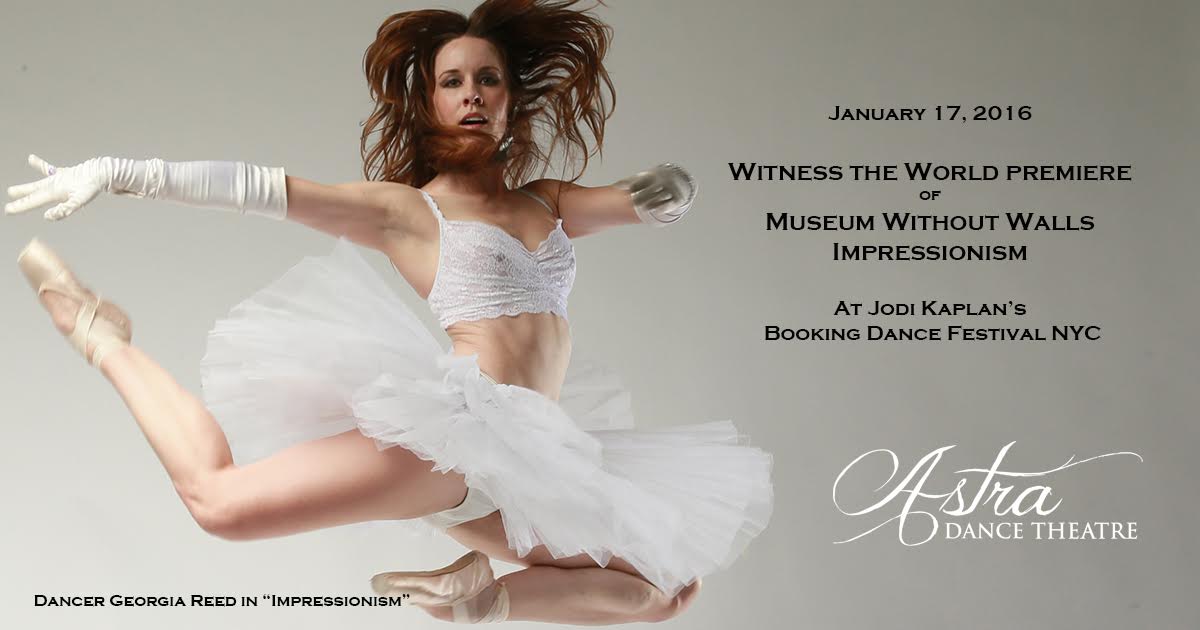 January 17, 2016
Witness the World premiere
of
Museum Without Walls
Impressionism
At Jodi Kaplan’s
Booking Dance Festival NYC
Astra
DANCE THEATRE
Dancer Georgia Reed in “Impressionism”